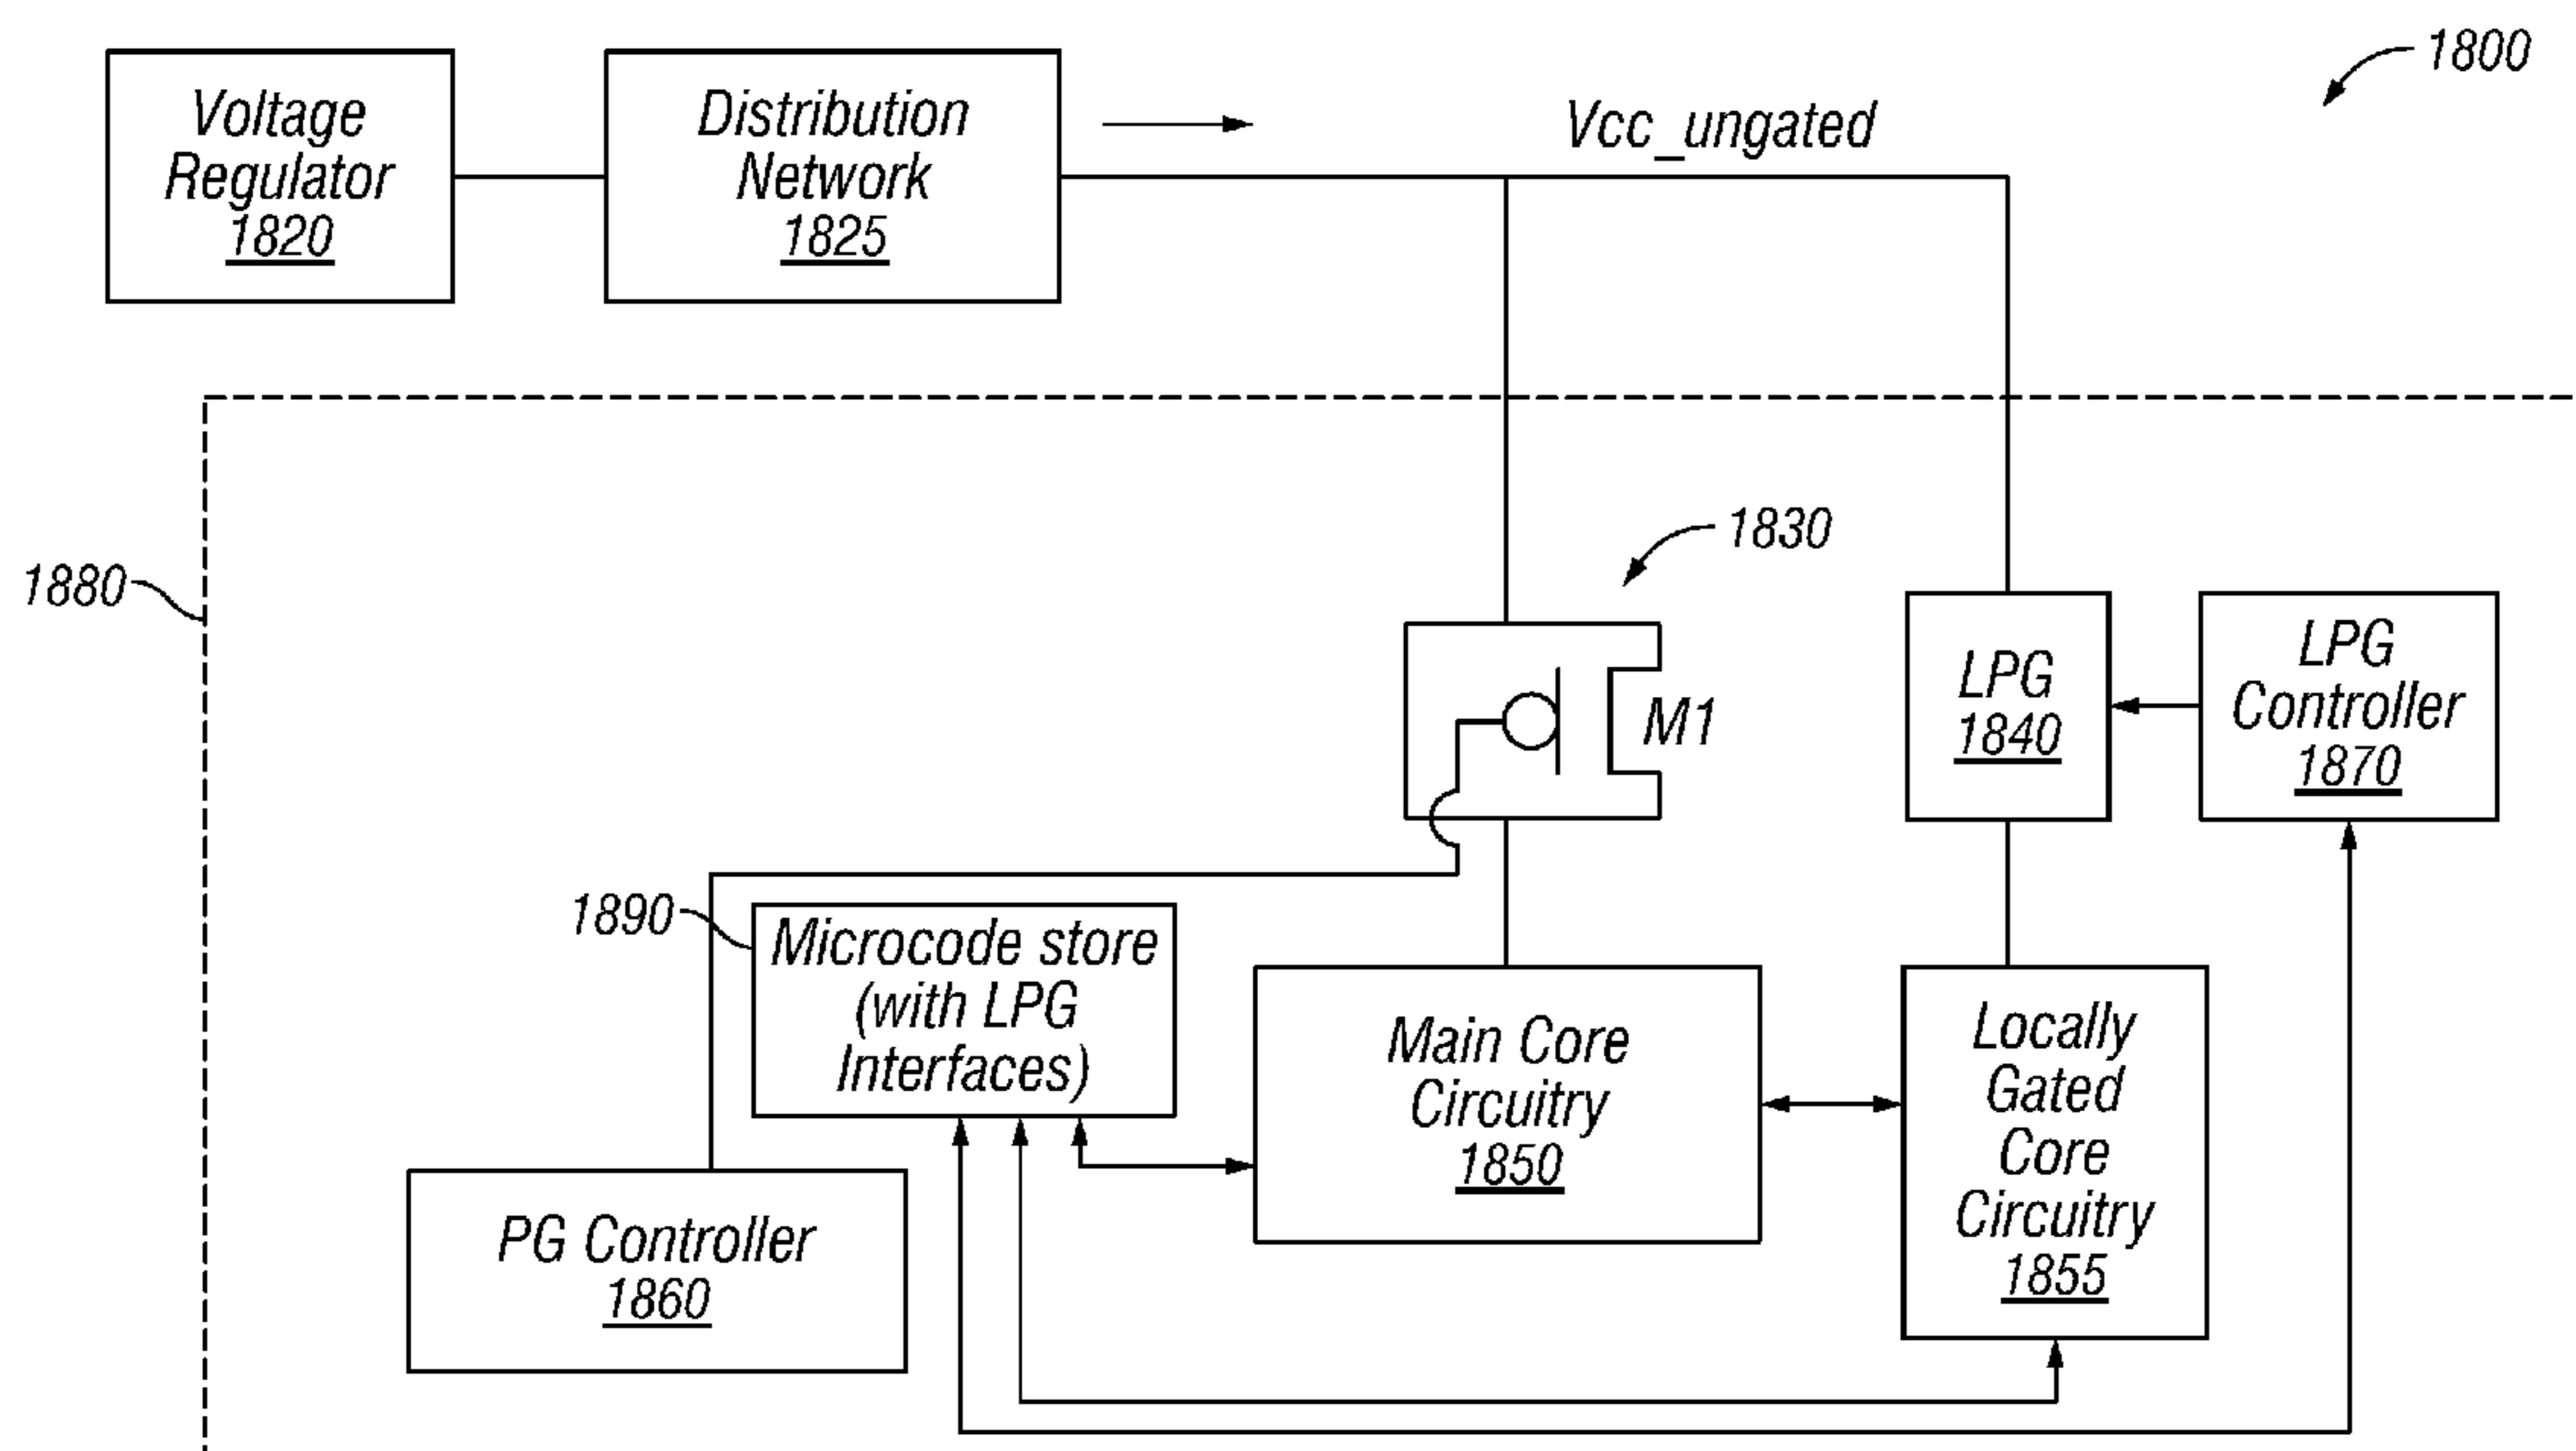 1800
Voltage
Regulator
1820
Distribution
Network
1825
Vcc_ungated
1880
1830
M1
LPG
1840
LPG
Controller
1870
1890
Microcode store
(with LPG
Interfaces)
Main Core
Circuitry
1850
Locally
Gated
Core
Circuitry
1855
PG Controller
1860